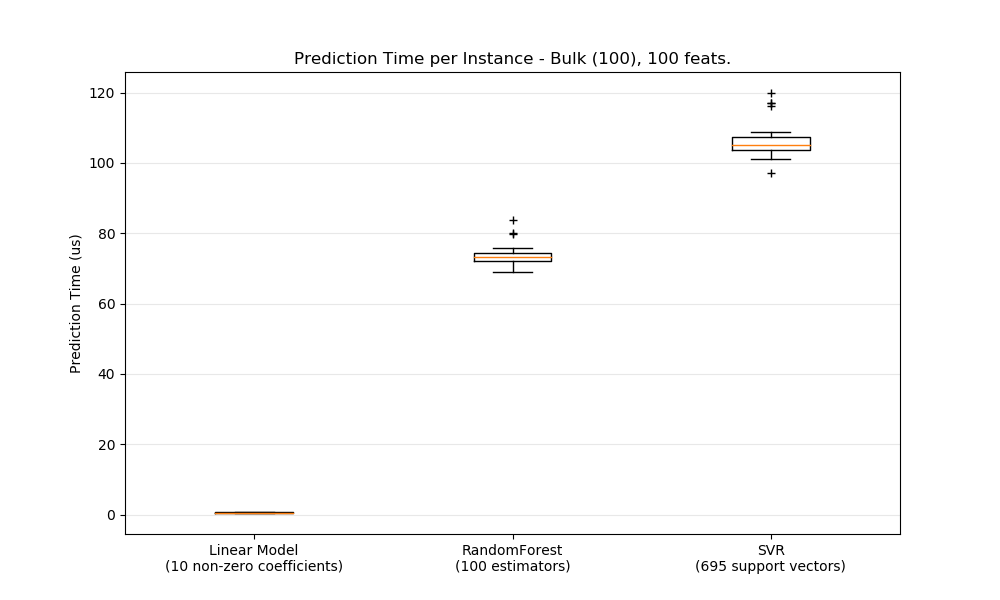 Prediction Time per Instance - Bulk (100), 100 feats.
120
100
80
60
40
20
0
Prediction Time (us)
Linear Model
(10 non-zero coefficients)
RandomForest
(100 estimators)
SVR
(695 support vectors)